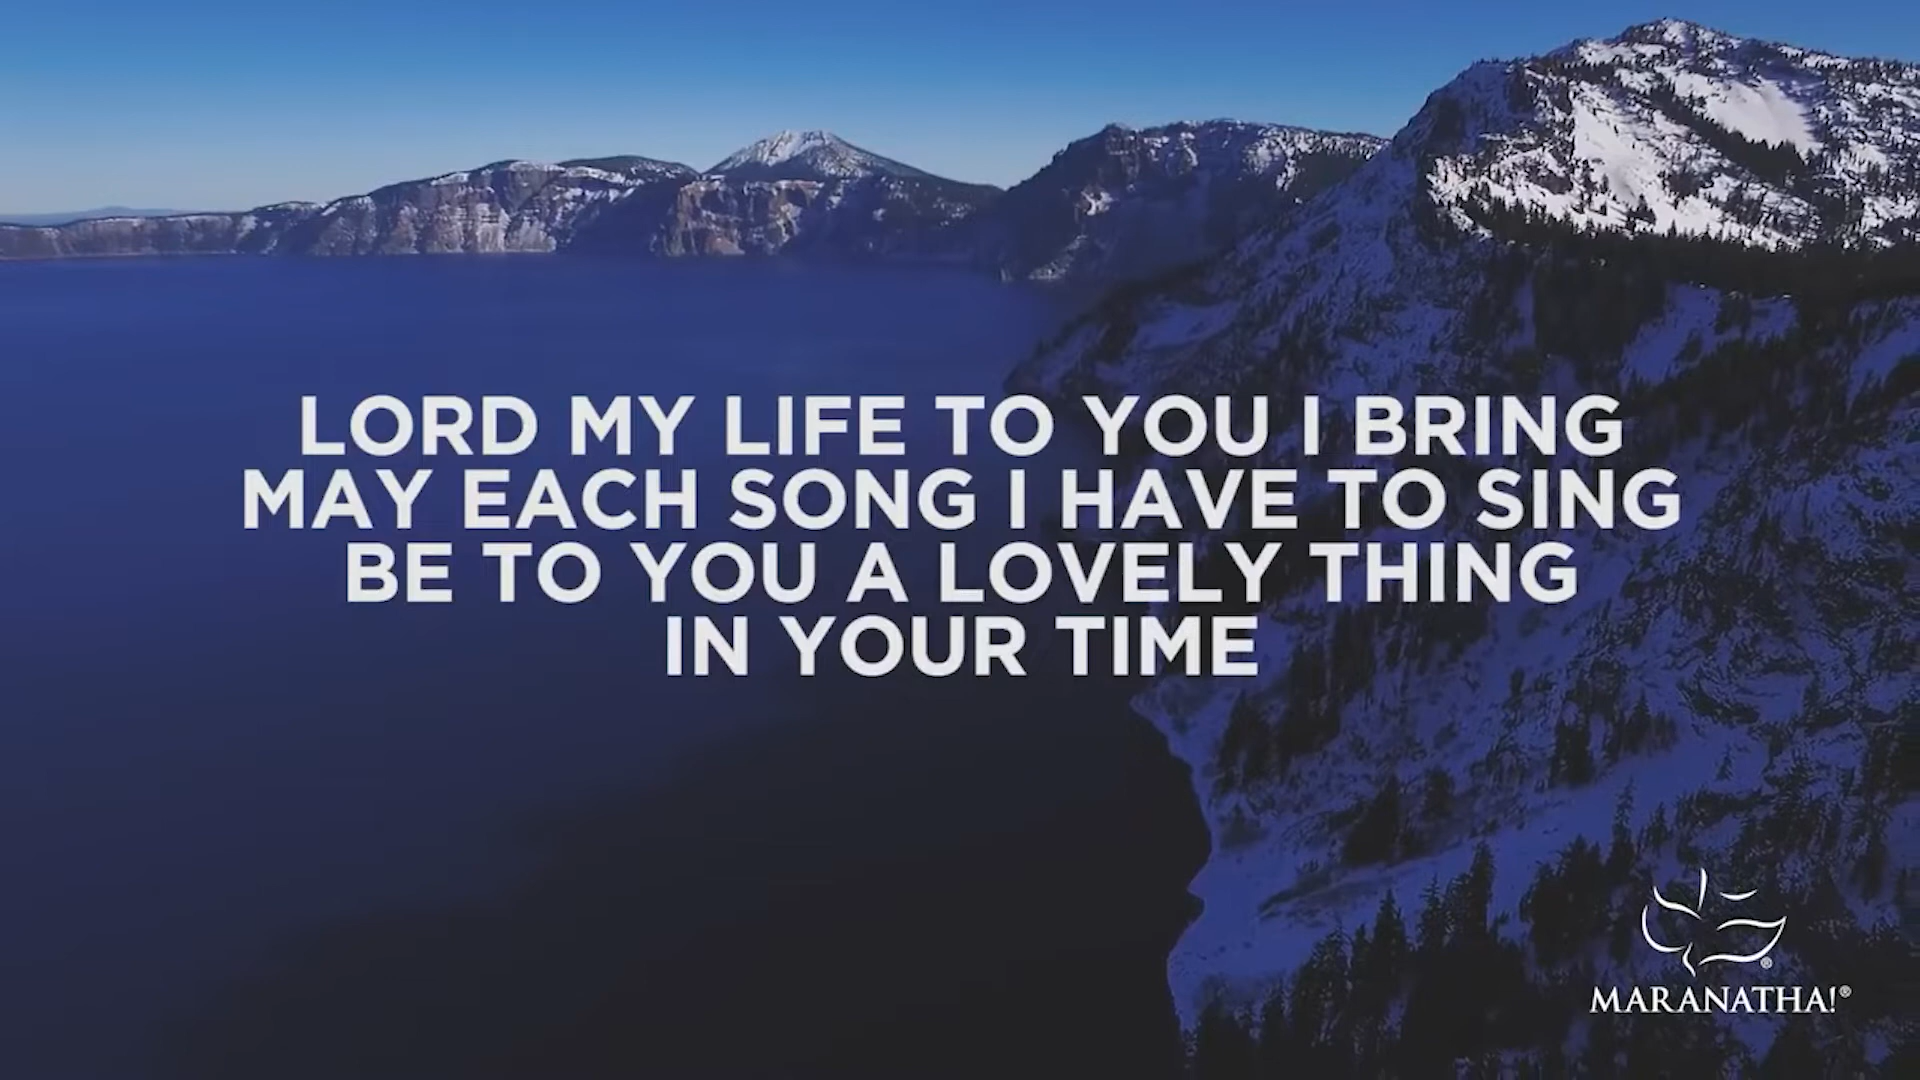 LORD MY LIFE TO YOU I BRING
MAY EACH SONG I HAVE TO SING
BE TO YOU A LOVELY THING
IN YOUR TIME
MARANATHA!®